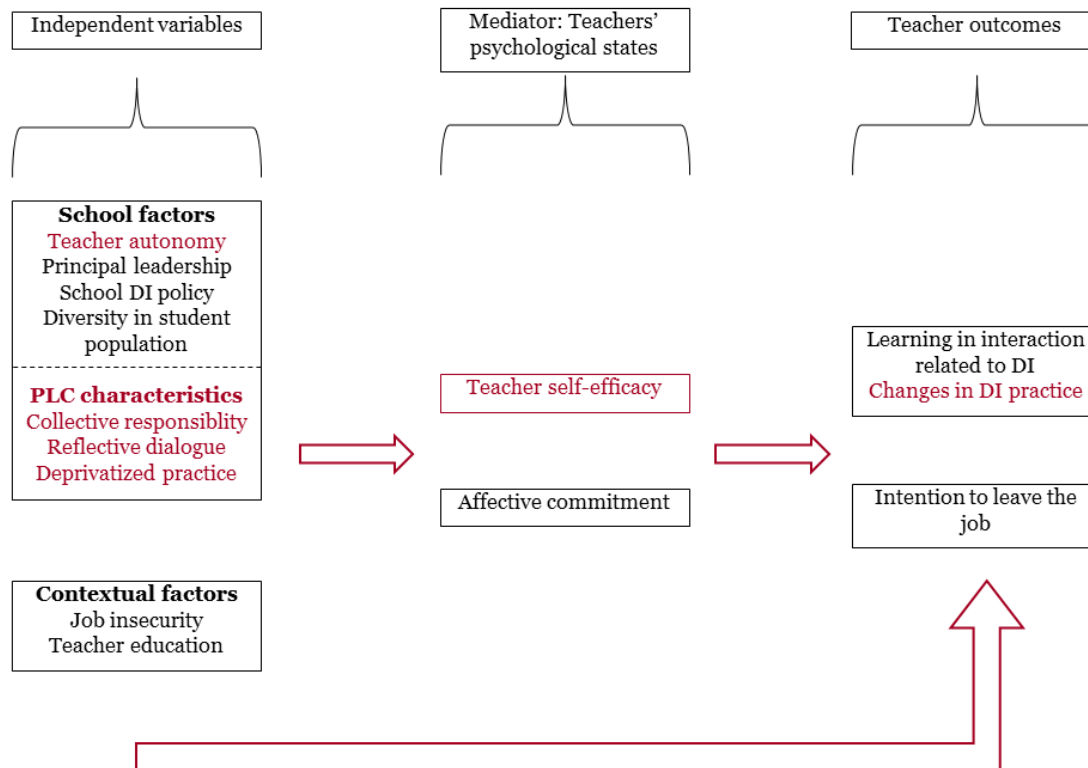 Independent variables
Mediator: Teachers’
psychological states
Teacher outcomes
School factors
Teacher autonomy
Principal leadership
School DI policy
Diversity in student
population
PLC characteristics
Collective responsiblity
Reflective dialogue
Deprivatized practice
Contextual factors
Job insecurity
Teacher education
Teacher self-efficacy
Affective commitment
Learning in interaction
related to DI
Changes in DI practice
Intention to leave the
job